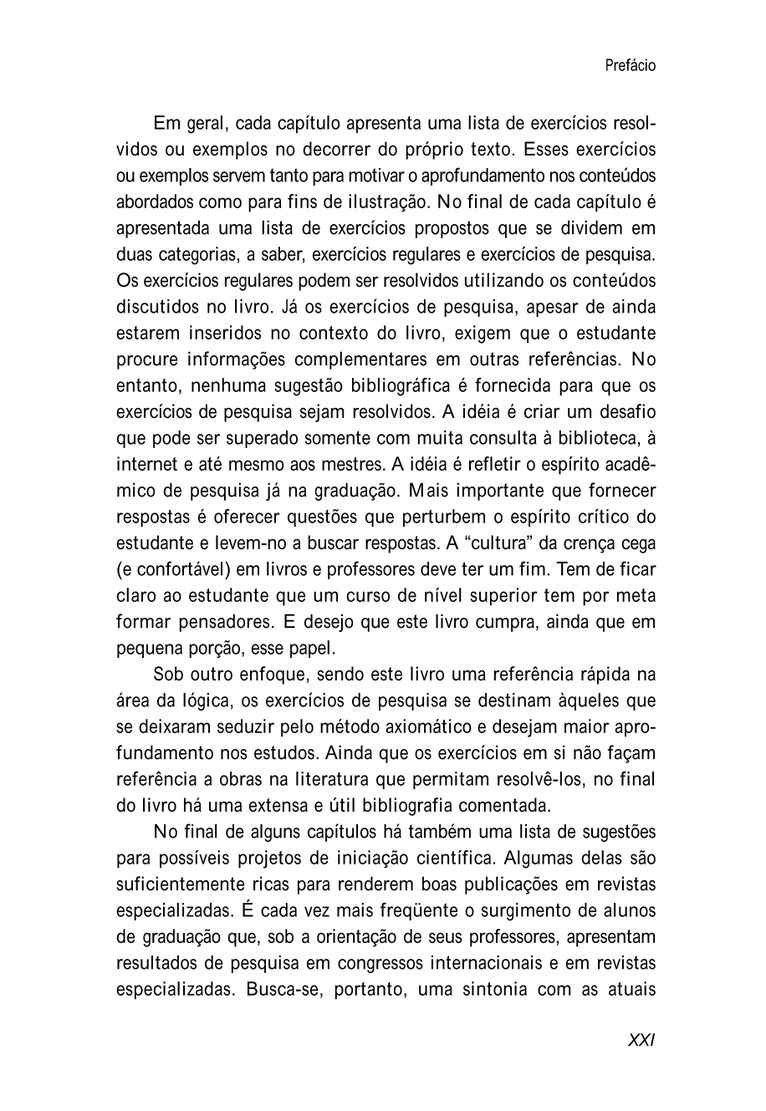 Prefácio
Em geral, cada capítulo apresenta uma lista de exercícios resol-
vidos ou exemplos no decorrer do próprio texto. Esses exercícios
ou exemplos servem tanto para motivar o aprofundamento nos conteúdos
abordados como para fins de ilustração. No final de cada capítulo é
apresentada uma lista de exercícios propostos que se dividem em
duas categorias, a saber, exercícios regulares e exercícios de pesquisa.
Os exercícios regulares podem ser resolvidos utilizando os conteúdos
discutidos no livro. Já os exercícios de pesquisa, apesar de ainda
estarem inseridos no contexto do livro, exigem que o estudante
procure informações complementares em outras referências. No
entanto, nenhuma sugestão bibliográfica é fornecida para que os
exercícios de pesquisa sejam resolvidos. A idéia é criar um desafio
que pode ser superado somente com muita consulta à biblioteca, à
internet e até mesmo aos mestres. A idéia é refletir o espírito acadê-
mico de pesquisa já na graduação. Mais importante que fornecer
respostas é oferecer questões que perturbem o espírito crítico do
estudante e levem-no a buscar respostas. A “cultura” da crença cega
(e confortável) em livros e professores deve ter um fim. Tem de ficar
claro ao estudante que um curso de nível superior tem por meta
formar pensadores. E desejo que este livro cumpra, ainda que em
pequena porção, esse papel.
Sob outro enfoque, sendo este livro uma referência rápida na
área da lógica, os exercícios de pesquisa se destinam àqueles que
se deixaram seduzir pelo método axiomático e desejam maior apro-
fundamento nos estudos. Ainda que os exercícios em si não façam
referência a obras na literatura que permitam resolvê-los, no final
do livro há uma extensa e útil bibliografia comentada.
No final de alguns capítulos há também uma lista de sugestões
para possíveis projetos de iniciação científica. Algumas delas são
suficientemente ricas para renderem boas publicações em revistas
especializadas. É cada vez mais freqüente o surgimento de alunos
de graduação que, sob a orientação de seus professores, apresentam
resultados de pesquisa em congressos internacionais e em revistas
especializadas. Busca-se, portanto, uma sintonia com as atuais
XXI